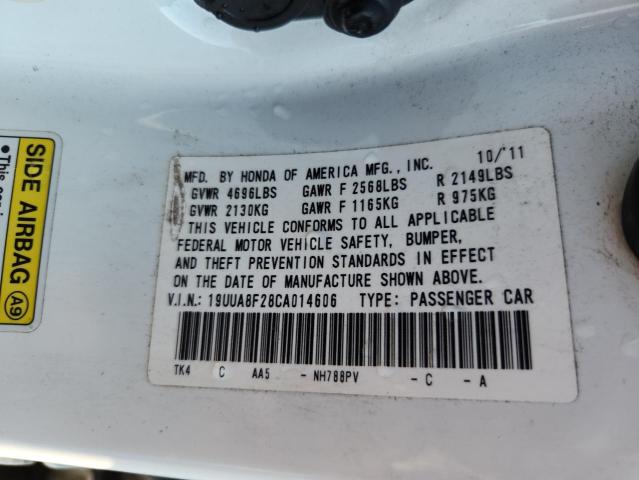 SIDE AIRBAG
A9
MFD. BY HONDA OF AMERICA MFG., INC. 10/'11
GVWR 4696LBS GAWR F 2568LBS R 2149LBS
GVWR 2130KG GAWR F 1165KG R 975KG
THIS VEHICLE CONFORMS TO ALL APPLICABLE
FEDERAL MOTOR VEHICLE SAFETY, BUMPER,
AND THEFT PREVENTION STANDARDS IN EFFECT
ON THE DATE OF MANUFACTURE SHOWN ABOVE.
V.I.N.: 19UUA8F28CA014606 TYPE: PASSENGER CAR
TK4 C AA5 - NH788PV - C - A